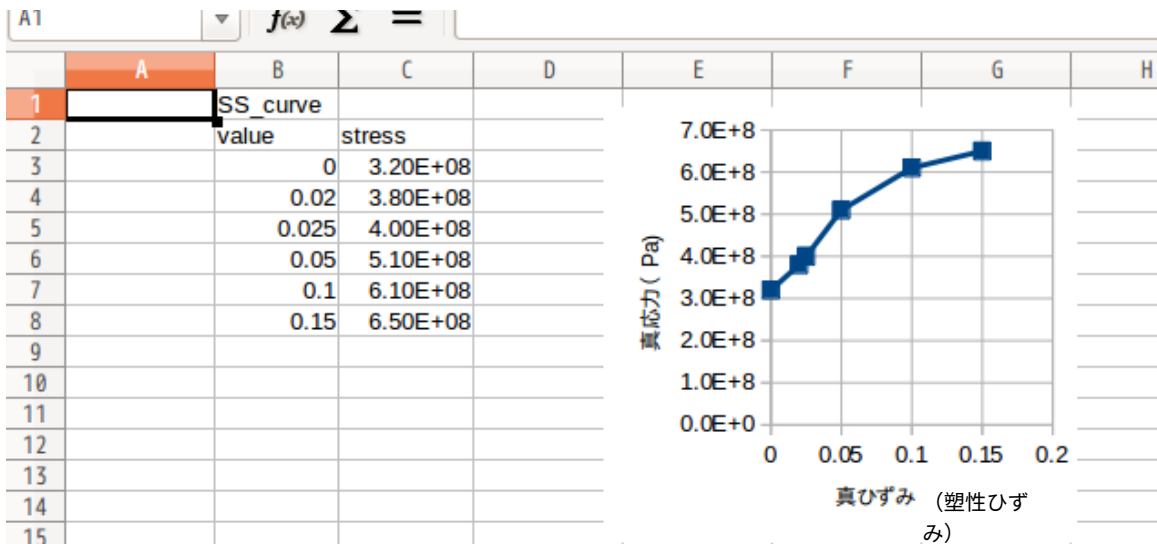 A1 f(x) Σ =
A B C D E F G H
1 SS_curve
2 value stress
3 0 3.20E+08
4 0.02 3.80E+08
5 0.025 4.00E+08
6 0.05 5.10E+08
7 0.1 6.10E+08
8 0.15 6.50E+08
9
10
11
12
13
14
15
7.0E+8
6.0E+8
5.0E+8
4.0E+8
3.0E+8
2.0E+8
1.0E+8
0.0E+0
真応力( Pa)
0 0.05 0.1 0.15 0.2
真ひずみ (塑性ひず
み)